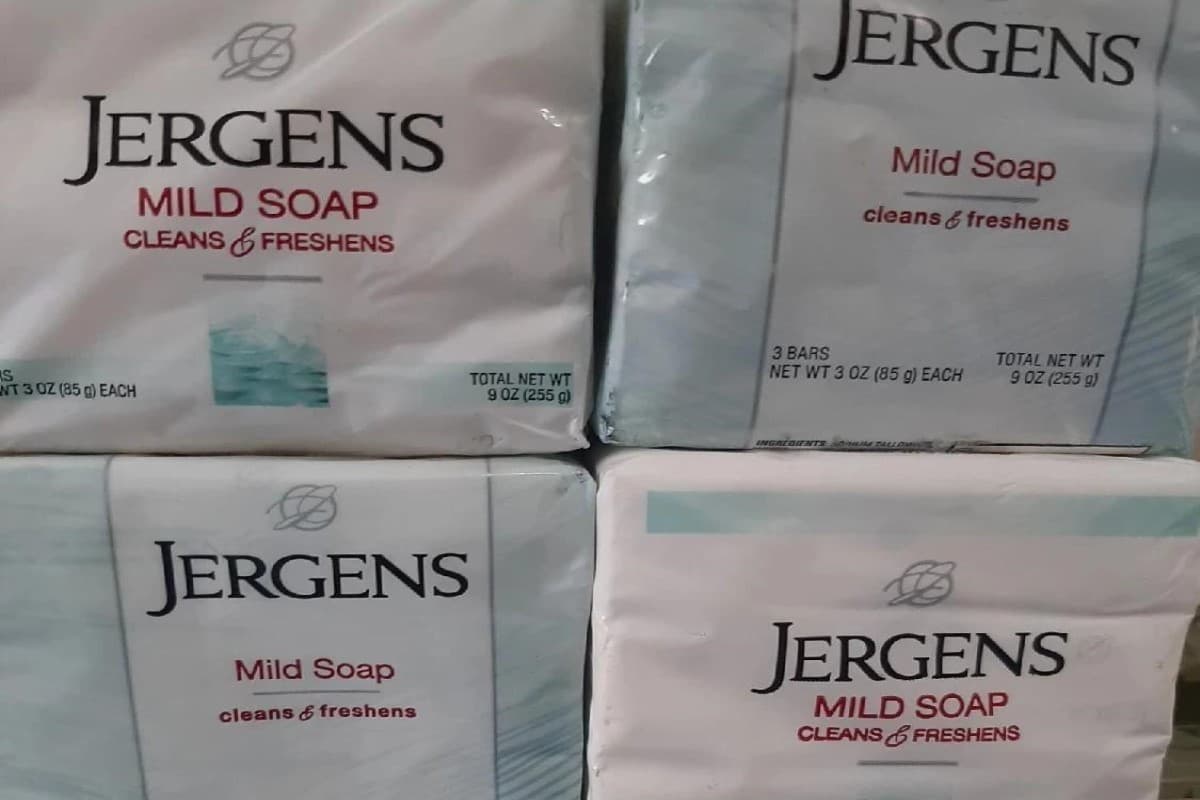 JERGENS
MILD SOAP
CLEANS & FRESHENS
WT 3 OZ (85 g) EACH
TOTAL NET WT
9 OZ (255 g)
JERGENS
Mild Soap
cleans & freshens
3 BARS
NET WT 3 OZ (85 g) EACH
TOTAL NET WT
9 OZ (255 g)
INGREDIENTS
JERGENS
Mild Soap
cleans & freshens
JERGENS
MILD SOAP
CLEANS & FRESHENS